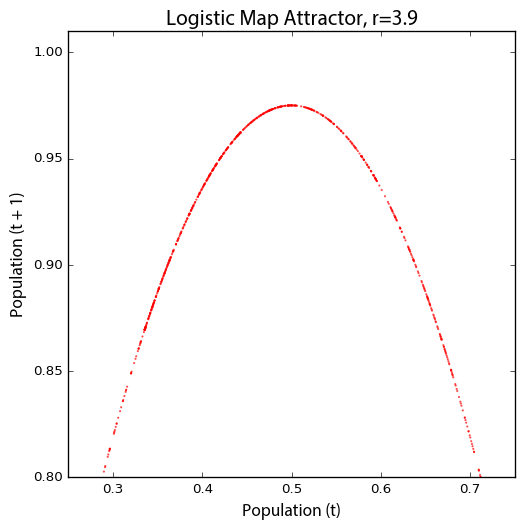 Logistic Map Attractor, r=3.9
Population (t + 1)
1.00
0.95
0.90
0.85
0.80
0.3 0.4 0.5 0.6 0.7
Population (t)